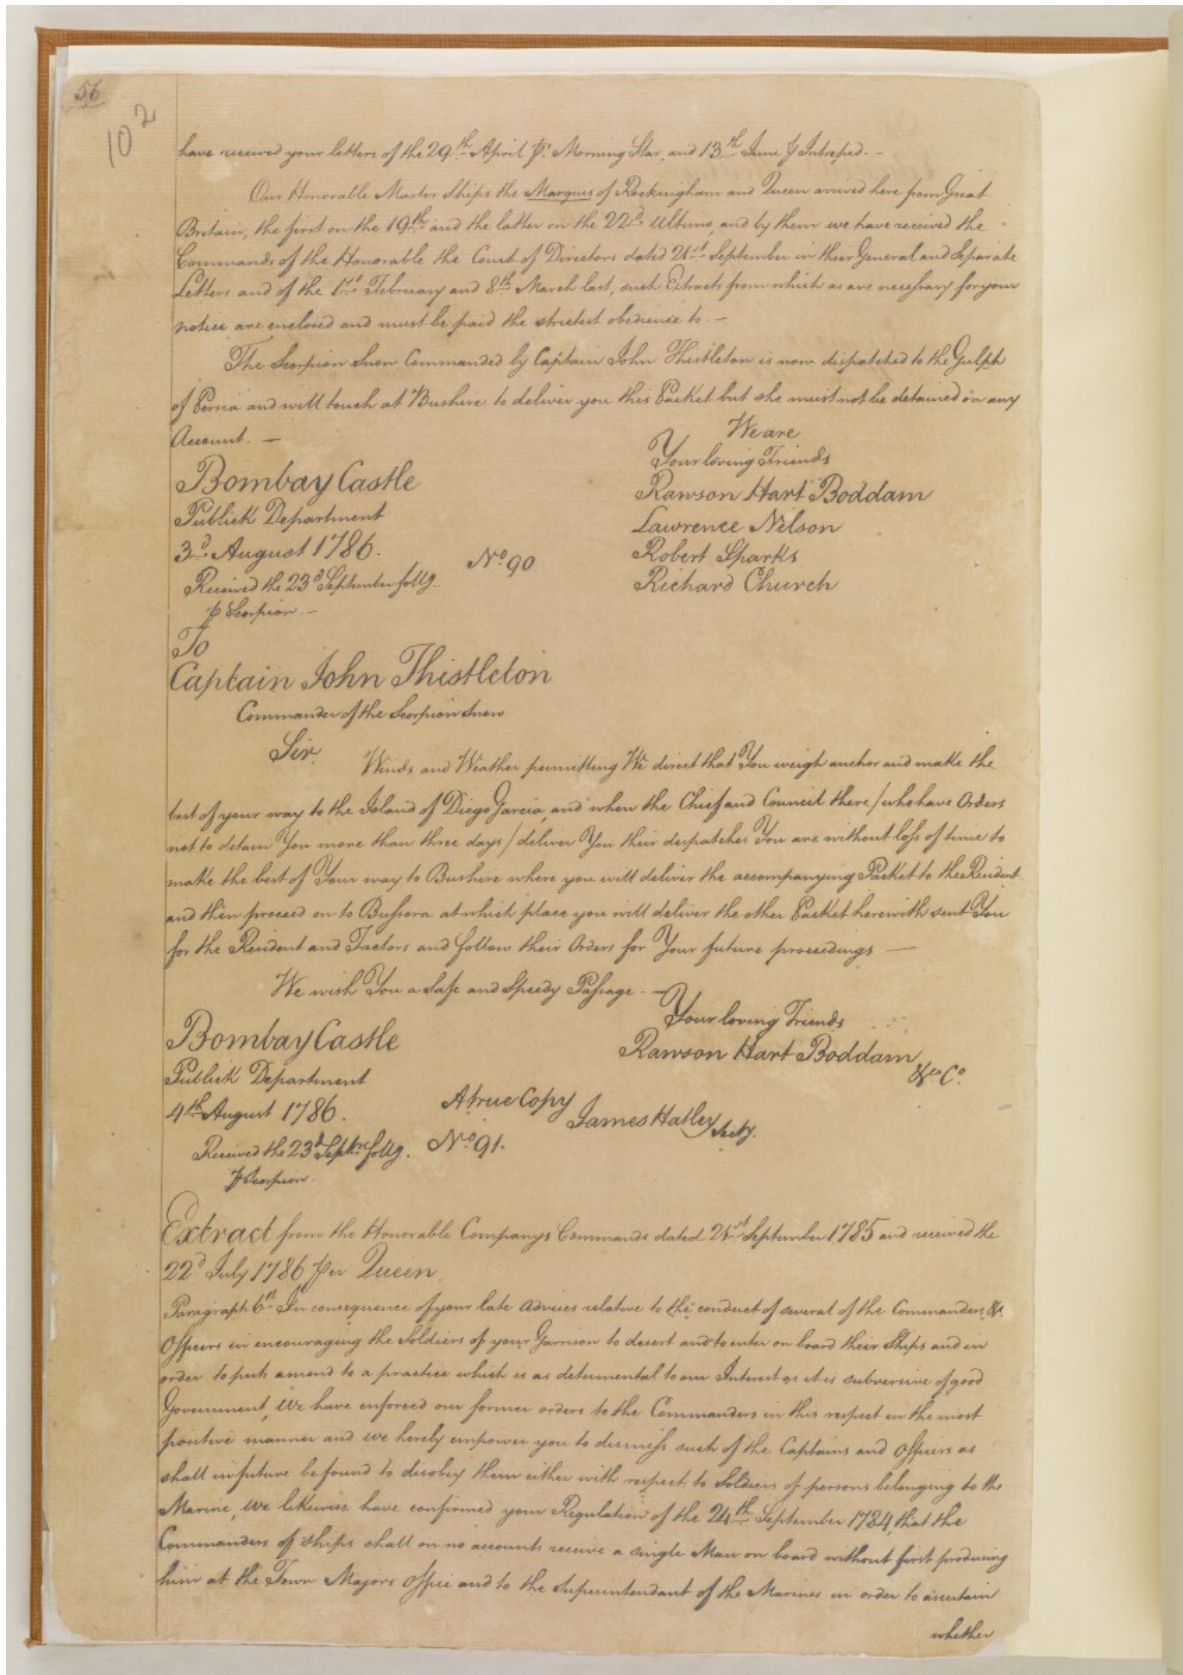 56
102
have received your letters of the 29th April pr. Morning Star, and 13th June p Intrepid. -
Our Honorable Master Ships the Marques of Rockingham and Queen arrived here from Great
Britain, the first on the 19th and the latter on the 22d Ultimo, and by them we have received the
Commands of the Honorable the Court of Directors dated 21st September in their General and Separate
Letters and of the 1st February and 8th March last, such Extracts from which as are necessary for your
notice are enclosed and must be paid the strictest obedience to. -
The Scorpion Snow Commanded by Captain John Thistleton is now dispatched to the Gulph
of Persia and will touch at Bushire to deliver you this Packet but she must not be detained on any
Account. -
We are
Your loving Friends
Bombay Castle
Rawson Hart Boddam
Publick Department
Lawrence Nilson
3d. August 1786.
Robert Sparks
No. 90
Received the 23d September follg.
Richard Church
p Scorpion. -
To
Captain John Thistleton
Commander of the Scorpion Snow
Sir.
Winds and Weather permitting We direct that You weigh anchor and make the
best of your way to the Island of Diego Garcia, and when the Chief and Council there / who have Orders
not to detain You more than three days / deliver You their dispatches You are without loss of time to
make the best of Your way to Bushire where you will deliver the accompanying Packet to the Resident
and then proceed on to Bussora at which place you will deliver the other Packet herewith sent You
for the Resident and Factors and follow their Orders for Your future proceedings —
We wish You a Safe and Speedy Passage. —
Your loving Friends
Bombay Castle
Rawson Hart Boddam
&ca Co.
Publick Department
A true Copy
4th August 1786.
James Hatley Secty.
Received the 23d Septbre follg. No. 91.
p Scorpion.
Extract from the Honorable Companys Commands dated 21st September 1785 and received the
22d July 1786 per Queen.
Paragraph 6th In consequence of your late advices relative to the conduct of several of the Commanders &
Officers in encouraging the Soldiers of your Garrison to desert and to enter on board their Ships and in
order to put amend to a practice which is as detrimental to our Interest as it is subversive of good
Government, We have enforced our former orders to the Commanders in this respect in the most
positive manner and we hereby empower you to dismiss such of the Captains and Officers as
shall in future be found to disobey them either with respect to Soldiers of persons belonging to the
Marine, We likewise have confirmed your Regulation of the 24th September 1784, that the
Commanders of Ships shall on no accounts receive a single Man on board without first producing
him at the Town Majors Office and to the Superintendant of the Marines in order to ascertain
whether